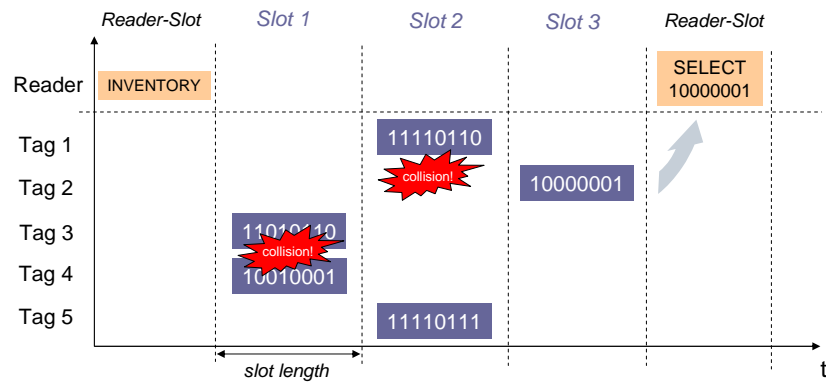 Reader-Slot Slot 1 Slot 2 Slot 3 Reader-Slot
Reader
INVENTORY
SELECT
10000001
Tag 1
11110110
collision!
Tag 2
10000001
Tag 3
11010110
collision!
Tag 4
10010001
Tag 5
11110111
slot length
t